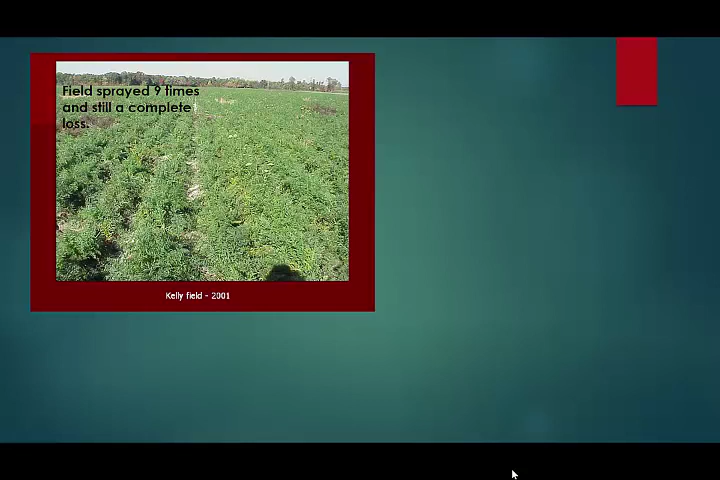 Field sprayed 9 times
and still a complete
loss.
Kelly field - 2001